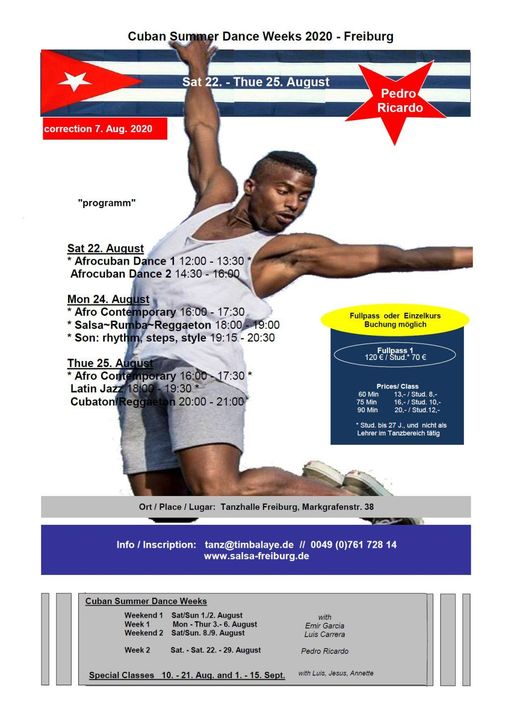 Cuban Summer Dance Weeks 2020 - Freiburg
Sat 22. - Thue 25. August
Pedro
Ricardo
correction 7. Aug. 2020
"programm"
Sat 22. August
* Afrocuban Dance 1 12:00 - 13:30 *
Afrocuban Dance 2 14:30 - 16:00
Mon 24. August
* Afro Contemporary 16:00 - 17:30
* Salsa~Rumba~Reggaeton 18:00 - 19:00
* Son: rhythm, steps, style 19:15 - 20:30
Thue 25. August
* Afro Contemporary 16:00 - 17:30 *
Latin Jazz 18:00 - 19:30 *
Cubaton/Reggaeton 20:00 - 21:00 *
Fullpass oder Einzelkurs
Buchung möglich
Fullpass 1
120 € / Stud.* 70 €
Prices/ Class
60 Min 13,- / Stud. 8,-
75 Min 16,- / Stud. 10,-
90 Min 20,- / Stud.12,-
* Stud. bis 27 J., und nicht als
Lehrer im Tanzbereich tätig
Ort / Place / Lugar: Tanzhalle Freiburg, Markgrafenstr. 38
Info / Inscription: tanz@timbalaye.de // 0049 (0)761 728 14
www.salsa-freiburg.de
Cuban Summer Dance Weeks
Weekend 1 Sat/Sun 1./2. August with
Week 1 Mon - Thur 3.- 6. August Emir Garcia
Weekend 2 Sat/Sun. 8./9. August Luis Carrera
Week 2 Sat. - Sat. 22. - 29. August Pedro Ricardo
Special Classes 10. - 21. Aug. and 1. - 15. Sept. with Luis, Jesus, Annette